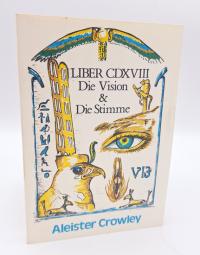 LIBER CDXVIII
Die Vision
&
Die Stimme
Aleister Crowley